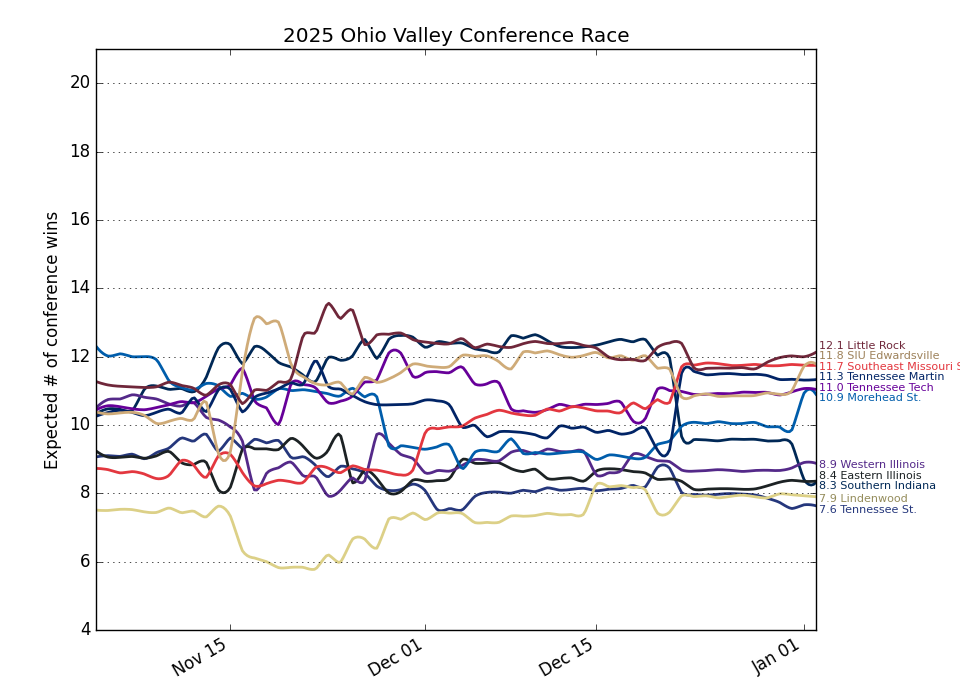 2025 Ohio Valley Conference Race
Expected # of conference wins
20
18
16
14
12
10
8
6
4
Nov 15
Dec 01
Dec 15
Jan 01
12.1 Little Rock
11.8 SIU Edwardsville
11.7 Southeast Missouri S
11.3 Tennessee Martin
11.0 Tennessee Tech
10.9 Morehead St.
8.9 Western Illinois
8.4 Eastern Illinois
8.3 Southern Indiana
7.9 Lindenwood
7.6 Tennessee St.